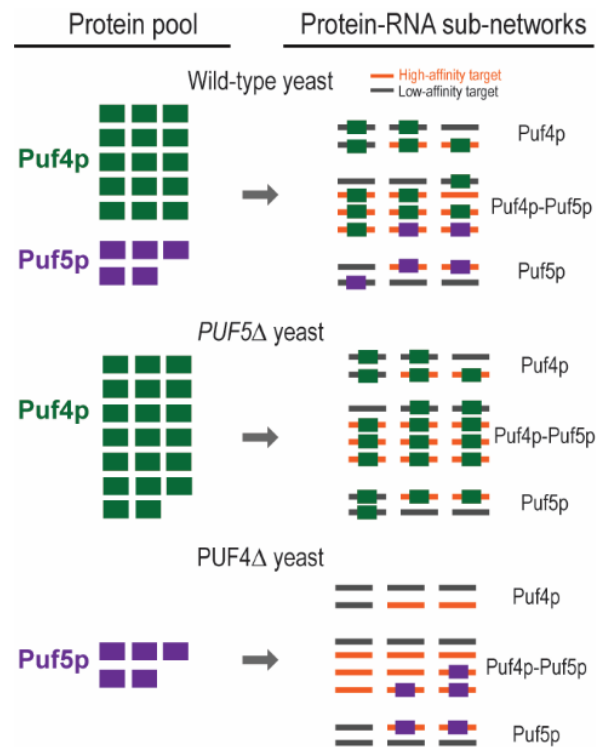 Protein pool
Protein-RNA sub-networks
Wild-type yeast
High-affinity target
Low-affinity target
Puf4p
Puf4p
Puf4p-Puf5p
Puf5p
Puf5p
PUF5Δ yeast
Puf4p
Puf4p
Puf4p-Puf5p
Puf5p
PUF4Δ yeast
Puf4p
Puf5p
Puf4p-Puf5p
Puf5p